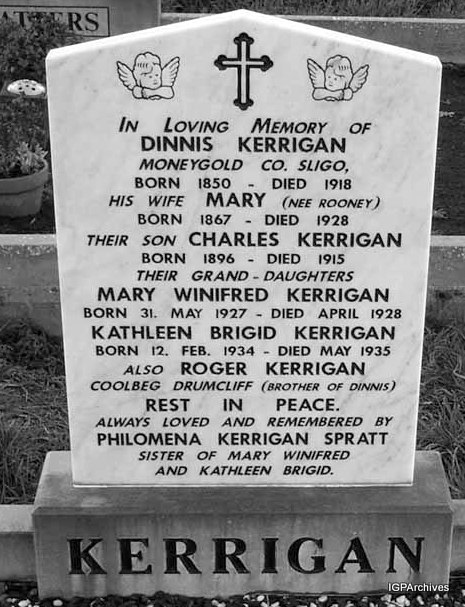 ATTERS
IN LOVING MEMORY OF
DINNIS KERRIGAN
MONEYGOLD CO. SLIGO,
BORN 1850 - DIED 1918
HIS WIFE MARY (NEE ROONEY)
BORN 1867 - DIED 1928
THEIR SON CHARLES KERRIGAN
BORN 1896 - DIED 1915
THEIR GRAND-DAUGHTERS
MARY WINIFRED KERRIGAN
BORN 31. MAY 1927 - DIED APRIL 1928
KATHLEEN BRIGID KERRIGAN
BORN 12. FEB. 1934 - DIED MAY 1935
ALSO ROGER KERRIGAN
COOLBEG DRUMCLIFF (BROTHER OF DINNIS)
REST IN PEACE.
ALWAYS LOVED AND REMEMBERED BY
PHILOMENA KERRIGAN SPRATT
SISTER OF MARY WINIFRED
AND KATHLEEN BRIGID.
KERRIGAN
IGPArchives